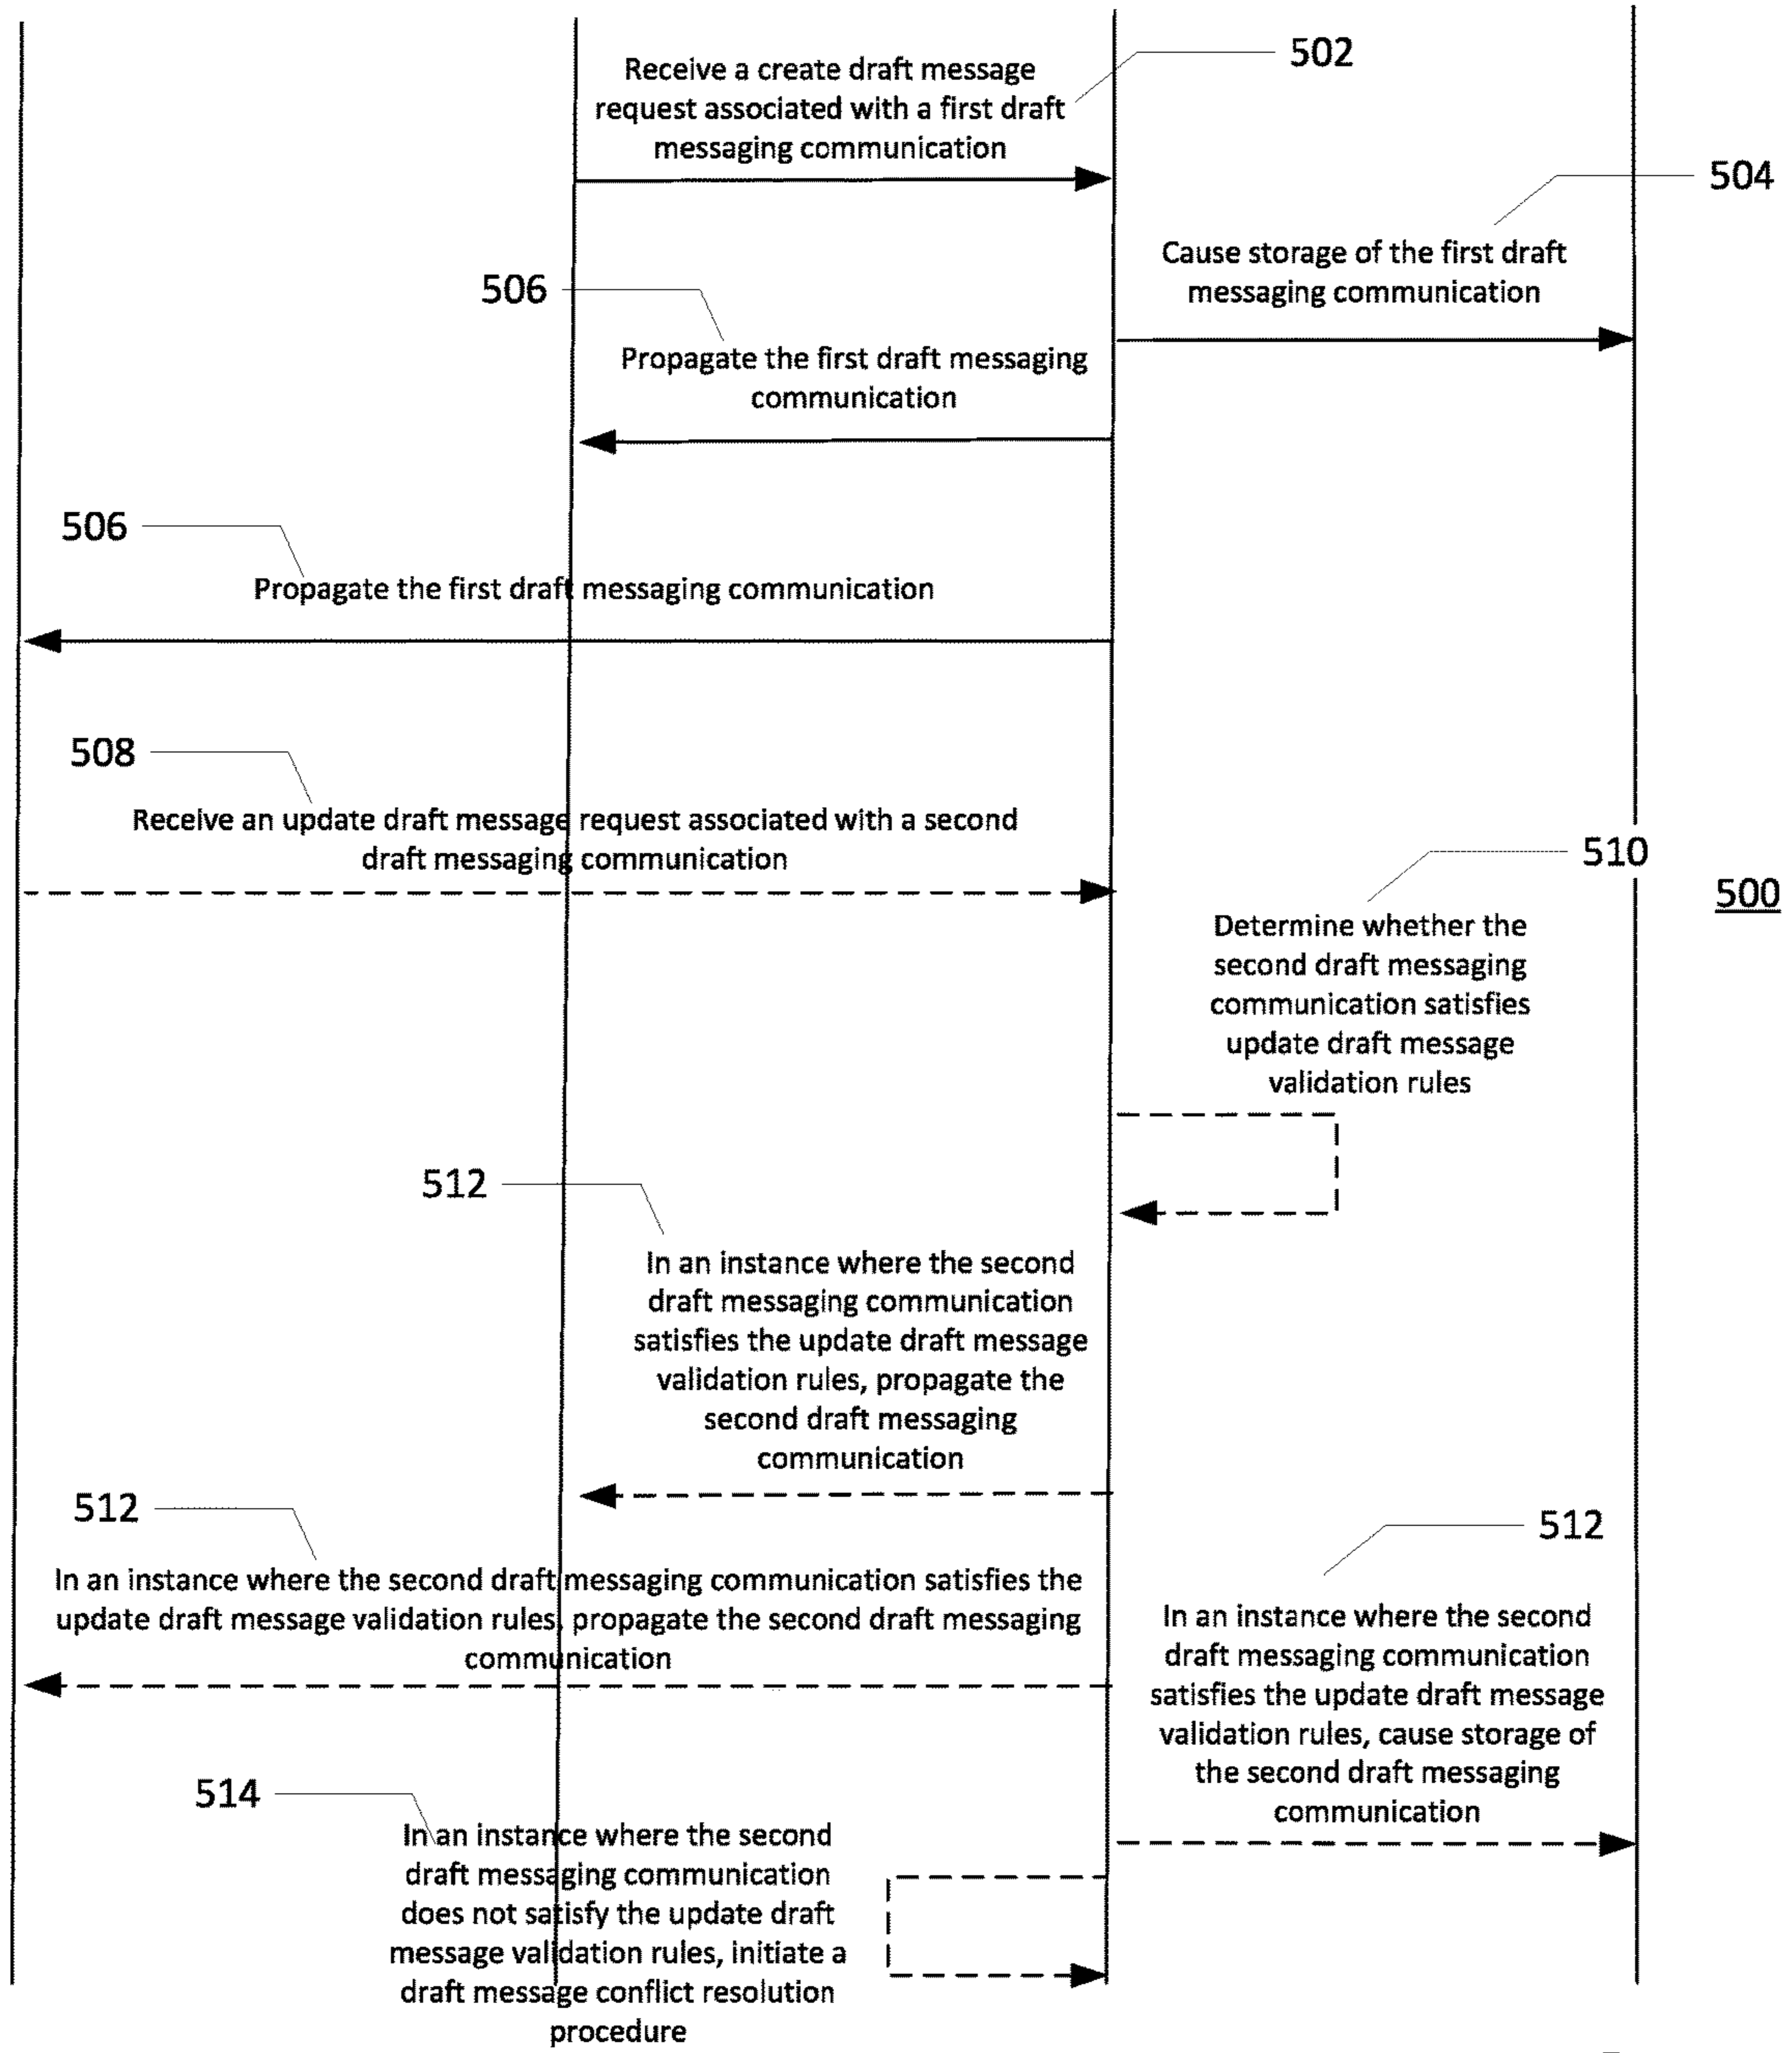 502
Receive a create draft message
request associated with a first draft
messaging communication
504
Cause storage of the first draft
messaging communication
506
Propagate the first draft messaging
communication
506
Propagate the first draft messaging communication
508
Receive an update draft message request associated with a second
draft messaging communication
510
500
Determine whether the
second draft messaging
communication satisfies
update draft message
validation rules
512
In an instance where the second
draft messaging communication
satisfies the update draft message
validation rules, propagate the
second draft messaging
communication
512
In an instance where the second draft messaging communication satisfies the
update draft message validation rules, propagate the second draft messaging
communication
512
In an instance where the second
draft messaging communication
satisfies the update draft message
validation rules, cause storage of
the second draft messaging
communication
514
In an instance where the second
draft messaging communication
does not satisfy the update draft
message validation rules, initiate a
draft message conflict resolution
procedure